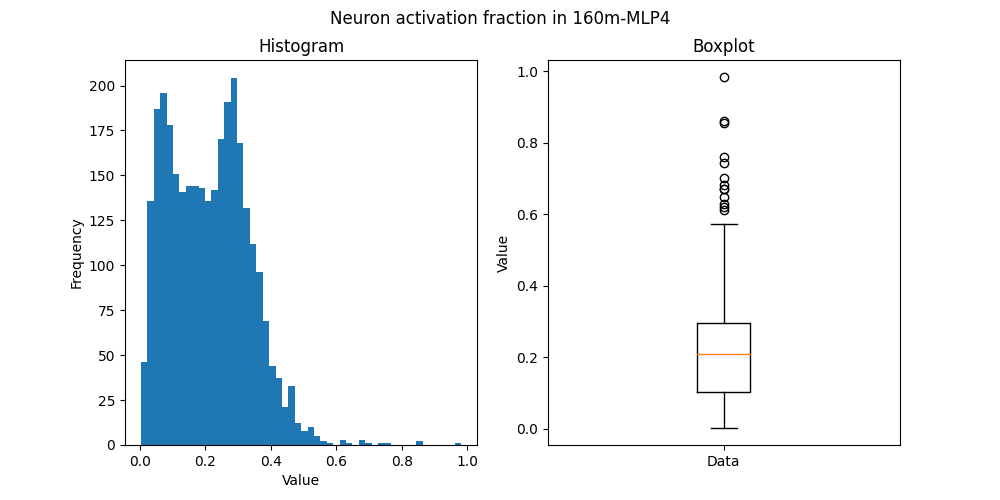 Neuron activation fraction in 160m-MLP4
Histogram
Frequency
200
175
150
125
100
75
50
25
0
0.0 0.2 0.4 0.6 0.8 1.0
Value
Boxplot
Value
1.0
0.8
0.6
0.4
0.2
0.0
Data